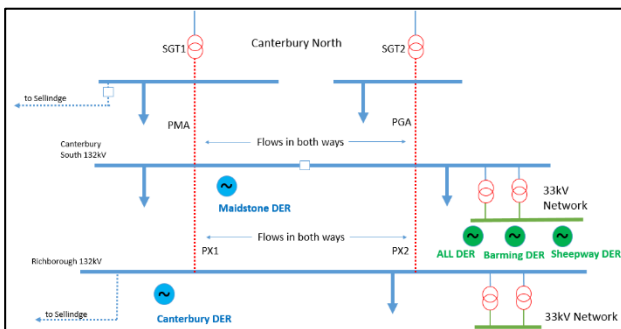 SGT1
Canterbury North
SGT2
to Sellindge
PMA
PGA
Flows in both ways
Canterbury
South 132kV
33kV
Network
Maidstone DER
ALL DER
Barming DER
Sheepway DER
Flows in both ways
PX1
PX2
Richborough 132kV
Canterbury DER
to Sellindge
33kV Network